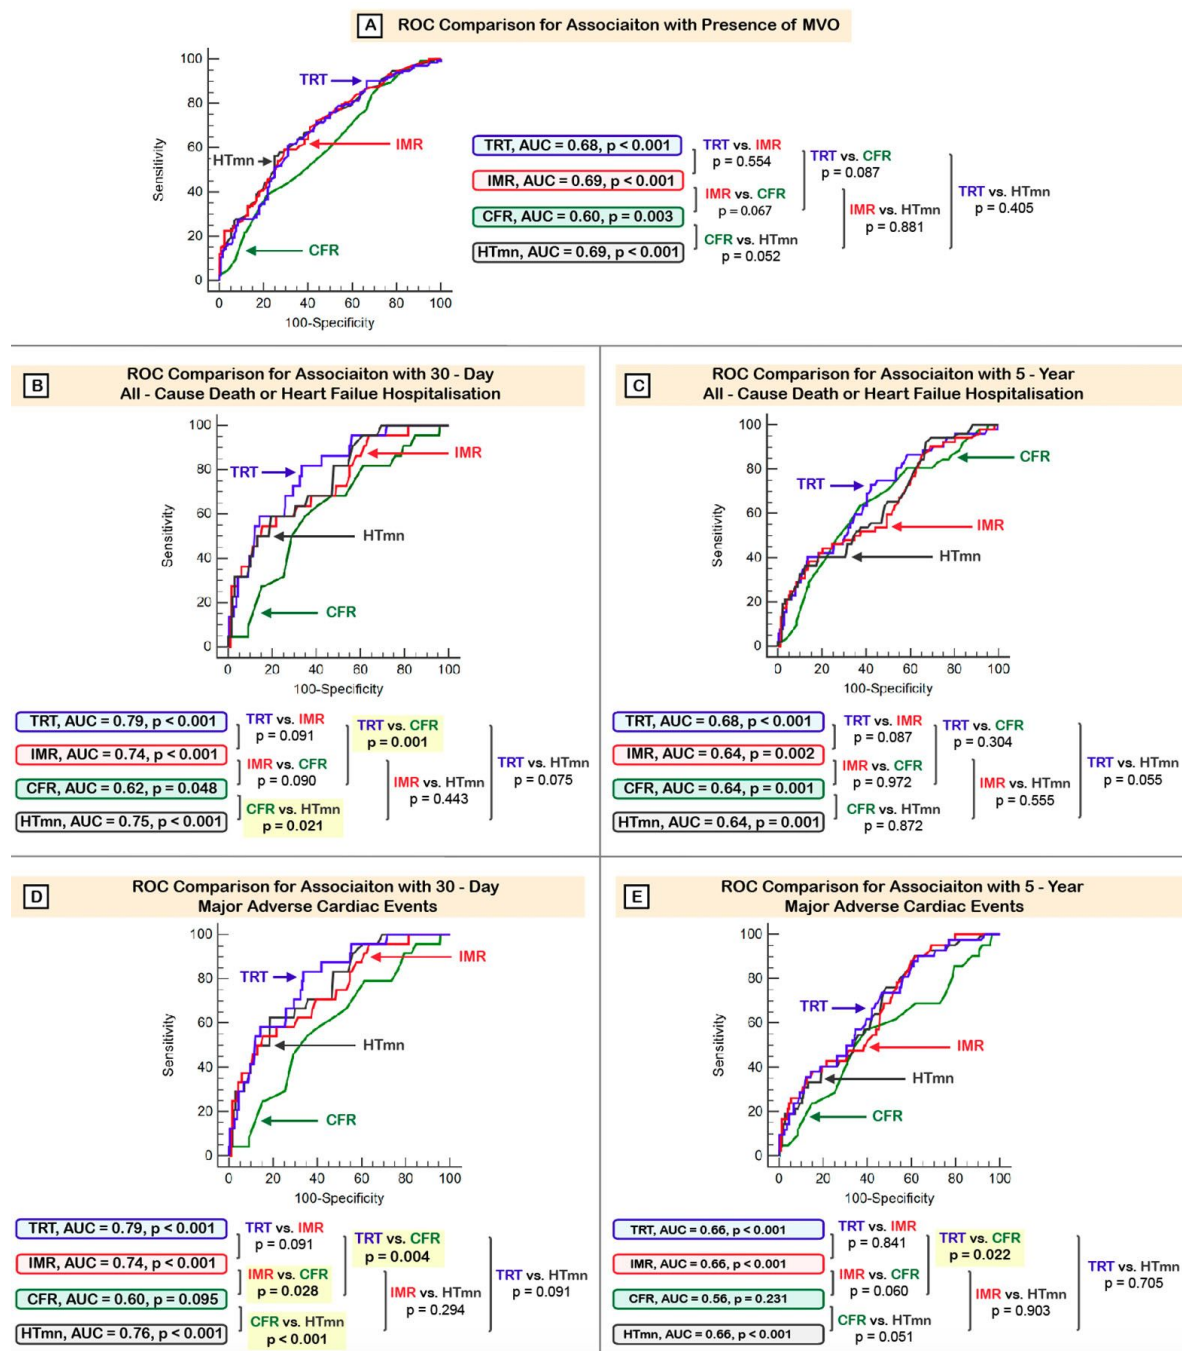 A ROC Comparison for Associaiton with Presence of MVO
100
80
60
40
20
0
Sensitivity
TRT
IMR
HTmn
CFR
0 20 40 60 80 100
100-Specificity
TRT, AUC = 0.68, p < 0.001
IMR, AUC = 0.69, p < 0.001
CFR, AUC = 0.60, p = 0.003
HTmn, AUC = 0.69, p < 0.001
TRT vs. IMR
p = 0.554
IMR vs. CFR
p = 0.067
CFR vs. HTmn
p = 0.052
TRT vs. CFR
p = 0.087
IMR vs. HTmn
p = 0.881
TRT vs. HTmn
p = 0.405
B ROC Comparison for Associaiton with 30 - Day
All - Cause Death or Heart Failue Hospitalisation
100
80
60
40
20
0
Sensitivity
TRT
IMR
HTmn
CFR
0 20 40 60 80 100
100-Specificity
TRT, AUC = 0.79, p < 0.001
IMR, AUC = 0.74, p < 0.001
CFR, AUC = 0.62, p = 0.048
HTmn, AUC = 0.75, p < 0.001
TRT vs. IMR
p = 0.091
IMR vs. CFR
p = 0.090
CFR vs. HTmn
p = 0.021
TRT vs. CFR
p = 0.001
IMR vs. HTmn
p = 0.443
TRT vs. HTmn
p = 0.075
C ROC Comparison for Associaiton with 5 - Year
All - Cause Death or Heart Failue Hospitalisation
100
80
60
40
20
0
Sensitivity
TRT
CFR
IMR
HTmn
0 20 40 60 80 100
100-Specificity
TRT, AUC = 0.68, p < 0.001
IMR, AUC = 0.64, p = 0.002
CFR, AUC = 0.64, p = 0.001
HTmn, AUC = 0.64, p = 0.001
TRT vs. IMR
p = 0.087
IMR vs. CFR
p = 0.972
CFR vs. HTmn
p = 0.872
TRT vs. CFR
p = 0.304
IMR vs. HTmn
p = 0.555
TRT vs. HTmn
p = 0.055
D ROC Comparison for Associaiton with 30 - Day
Major Adverse Cardiac Events
100
80
60
40
20
0
Sensitivity
TRT
IMR
HTmn
CFR
0 20 40 60 80 100
100-Specificity
TRT, AUC = 0.79, p < 0.001
IMR, AUC = 0.74, p < 0.001
CFR, AUC = 0.60, p = 0.095
HTmn, AUC = 0.76, p < 0.001
TRT vs. IMR
p = 0.091
IMR vs. CFR
p = 0.028
CFR vs. HTmn
p < 0.001
TRT vs. CFR
p = 0.004
IMR vs. HTmn
p = 0.294
TRT vs. HTmn
p = 0.091
E ROC Comparison for Associaiton with 5 - Year
Major Adverse Cardiac Events
100
80
60
40
20
0
Sensitivity
TRT
IMR
HTmn
CFR
0 20 40 60 80 100
100-Specificity
TRT, AUC = 0.66, p < 0.001
IMR, AUC = 0.66, p < 0.001
CFR, AUC = 0.56, p = 0.231
HTmn, AUC = 0.66, p < 0.001
TRT vs. IMR
p = 0.841
IMR vs. CFR
p = 0.060
CFR vs. HTmn
p = 0.051
TRT vs. CFR
p = 0.022
IMR vs. HTmn
p = 0.903
TRT vs. HTmn
p = 0.705